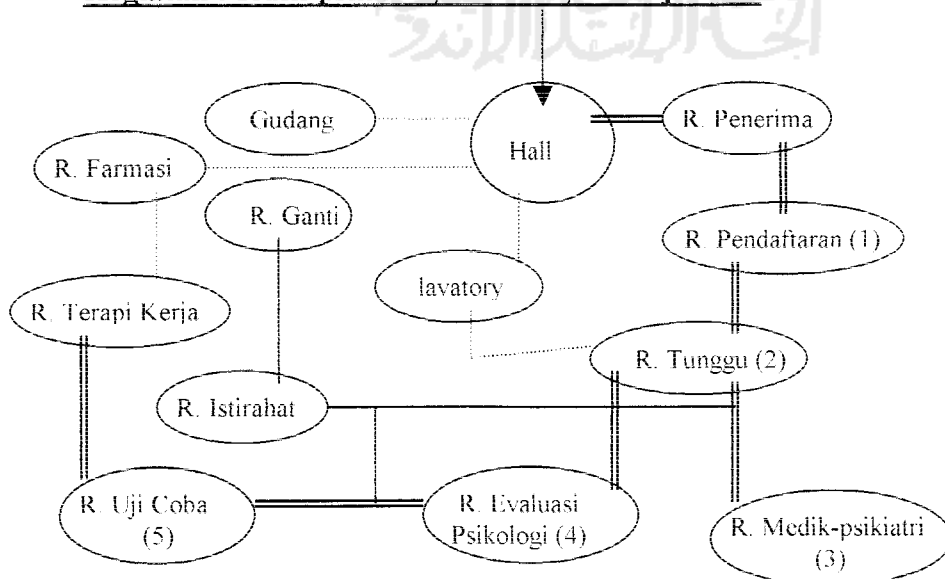 Gudang
Hall
R. Penerima
R. Farmasi
R. Ganti
R. Pendaftaran (1)
lavatory
R. Terapi Kerja
R. Tunggu (2)
R. Istirahat
R. Uji Coba
(5)
R. Evaluasi
Psikologi (4)
R. Medik-psikiatri
(3)